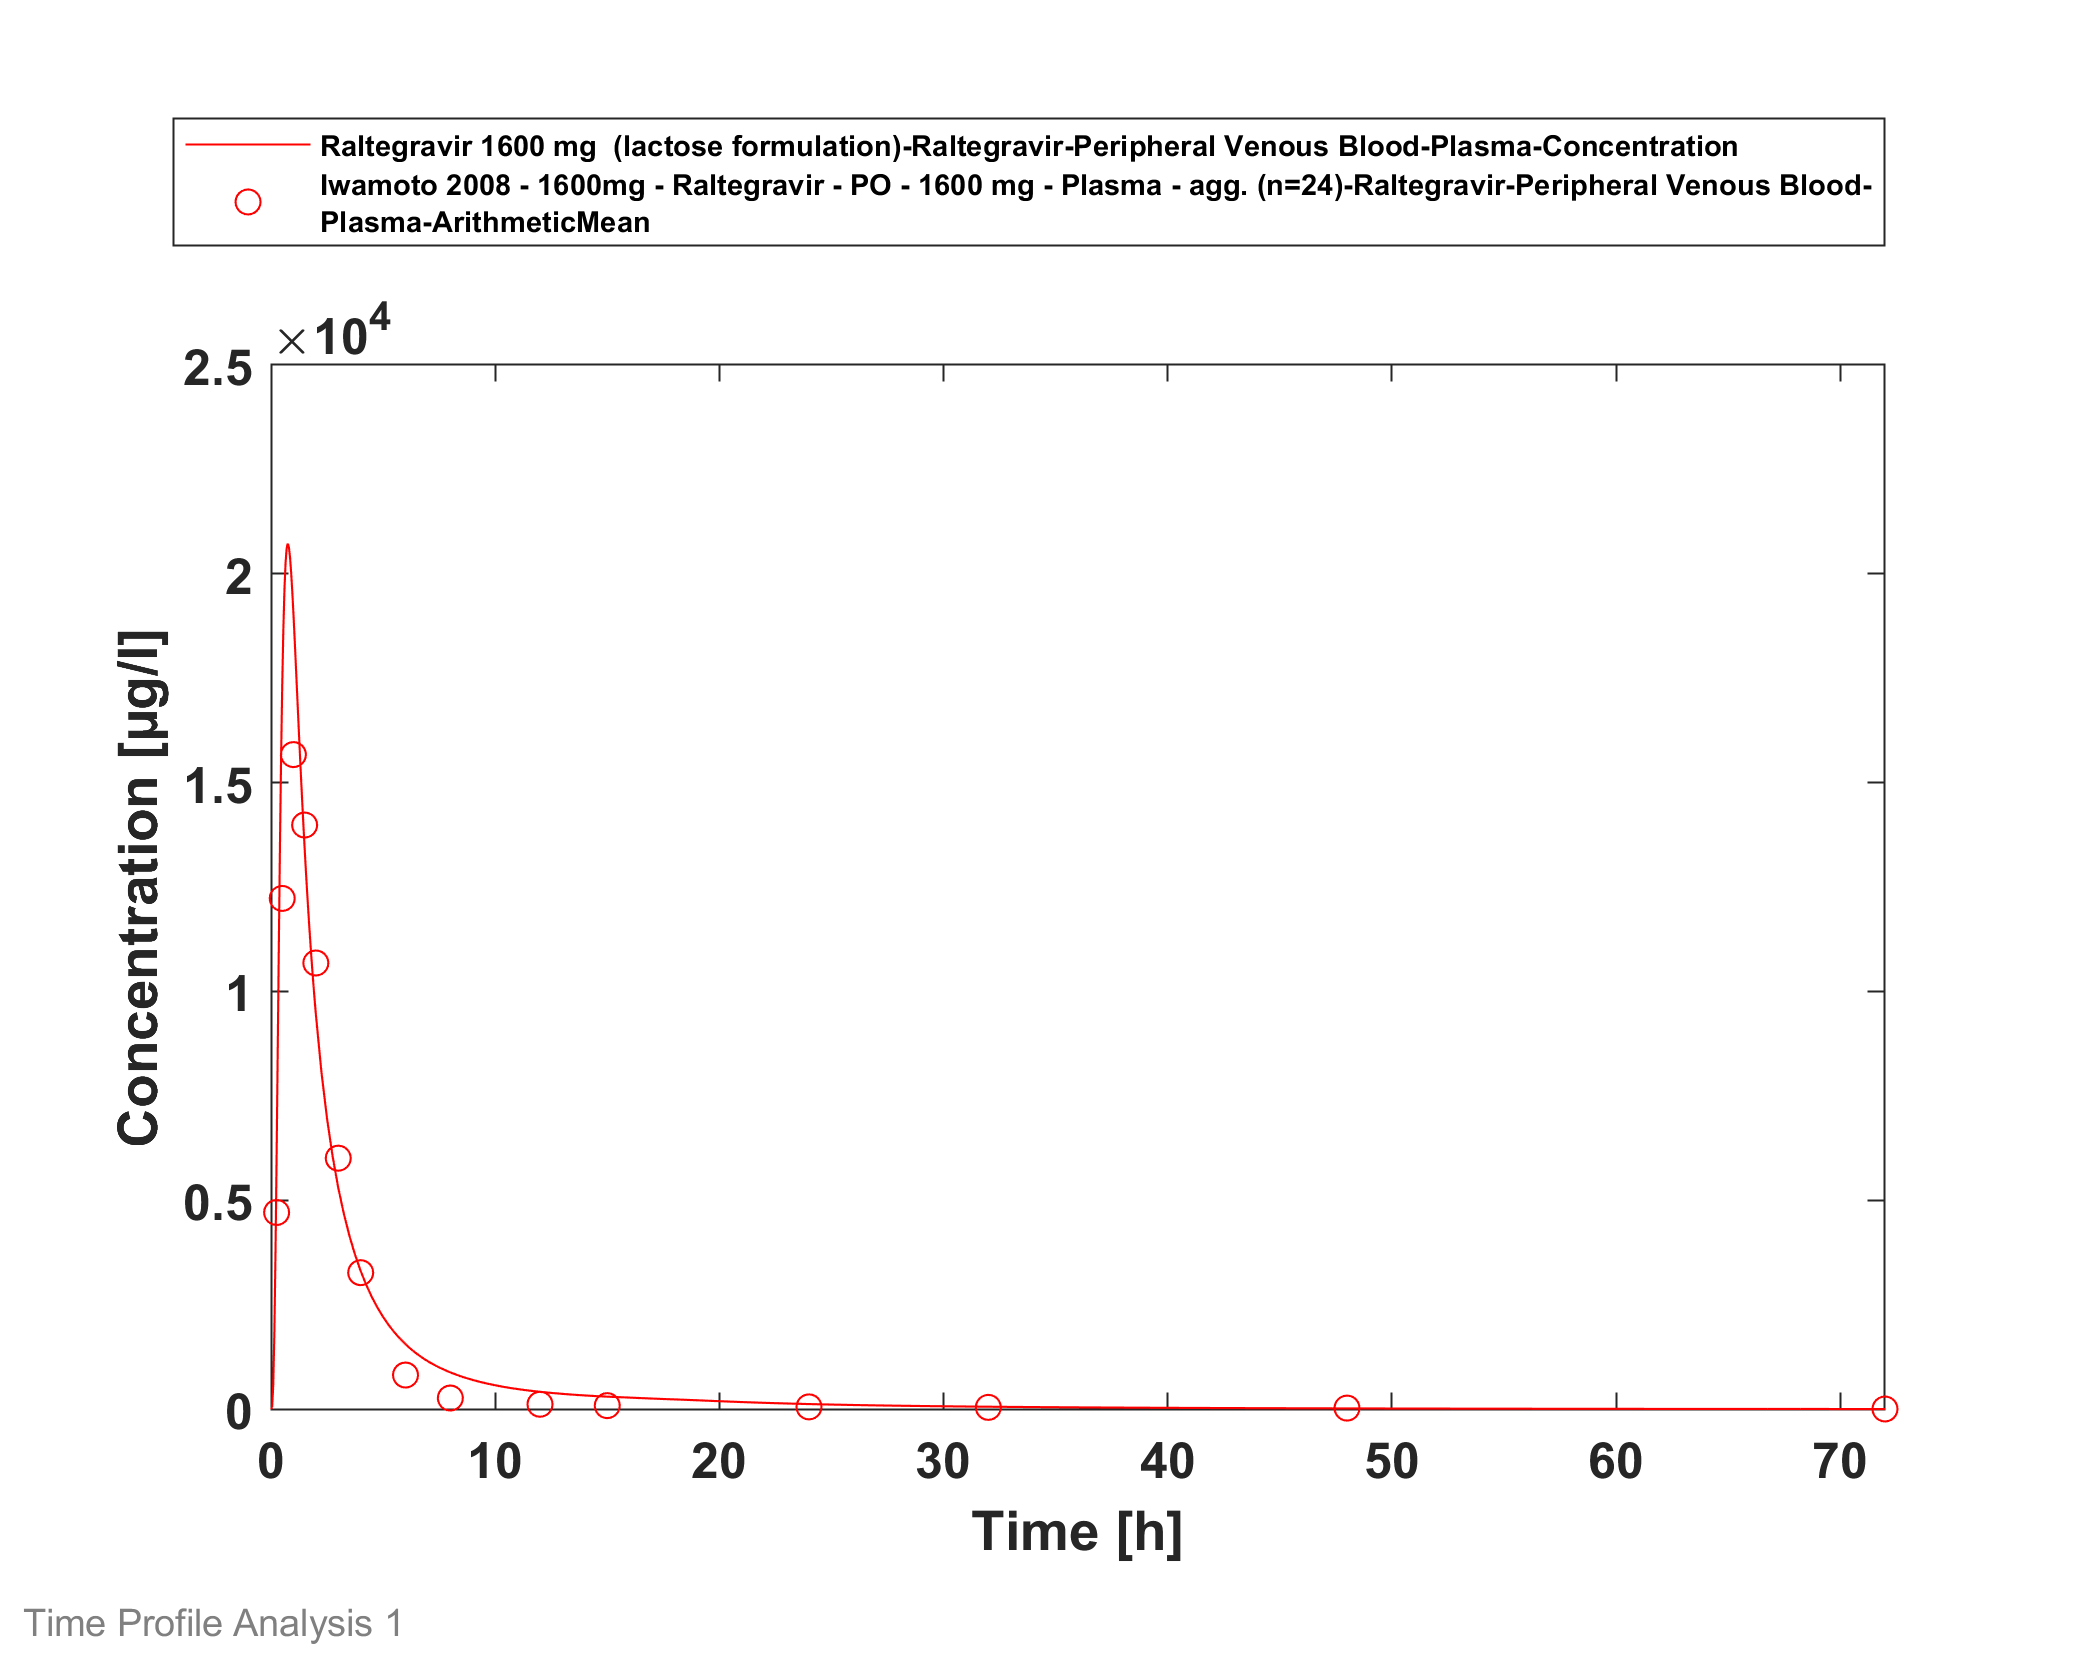 Raltegravir 1600 mg  (lactose formulation)-Raltegravir-Peripheral Venous Blood-Plasma-Concentration
Iwamoto 2008 - 1600mg - Raltegravir - PO - 1600 mg - Plasma - agg. (n=24)-Raltegravir-Peripheral Venous Blood-
Plasma-ArithmeticMean
×10^4
2.5
2
1.5
1
0.5
0
Concentration [µg/l]
0 10 20 30 40 50 60 70
Time [h]
Time Profile Analysis 1